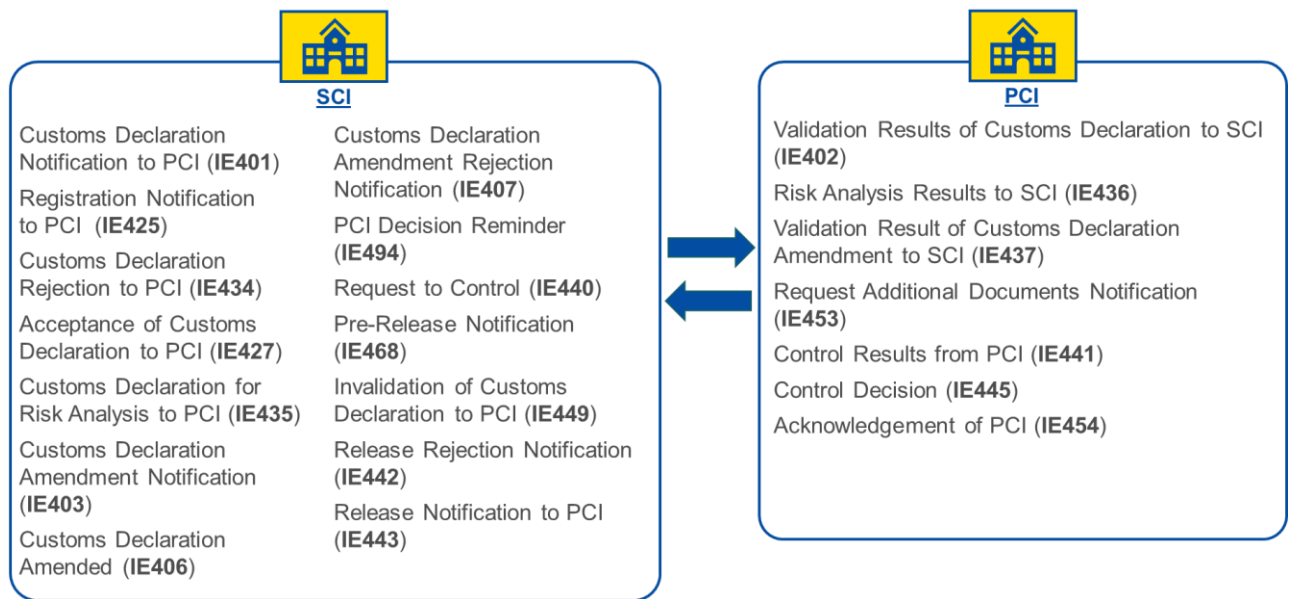 SCI
Customs Declaration
Notification to PCI (IE401)
Registration Notification
to PCI (IE425)
Customs Declaration
Rejection to PCI (IE434)
Acceptance of Customs
Declaration to PCI (IE427)
Customs Declaration for
Risk Analysis to PCI (IE435)
Customs Declaration
Amendment Notification
(IE403)
Customs Declaration
Amended (IE406)
Customs Declaration
Amendment Rejection
Notification (IE407)
PCI Decision Reminder
(IE494)
Request to Control (IE440)
Pre-Release Notification
(IE468)
Invalidation of Customs
Declaration to PCI (IE449)
Release Rejection Notification
(IE442)
Release Notification to PCI
(IE443)
PCI
Validation Results of Customs Declaration to SCI
(IE402)
Risk Analysis Results to SCI (IE436)
Validation Result of Customs Declaration
Amendment to SCI (IE437)
Request Additional Documents Notification
(IE453)
Control Results from PCI (IE441)
Control Decision (IE445)
Acknowledgement of PCI (IE454)